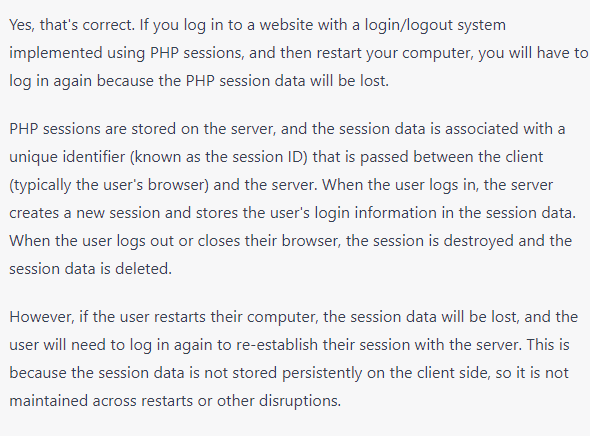 Yes, that's correct. If you log in to a website with a login/logout system
implemented using PHP sessions, and then restart your computer, you will have to
log in again because the PHP session data will be lost.
PHP sessions are stored on the server, and the session data is associated with a
unique identifier (known as the session ID) that is passed between the client
(typically the user's browser) and the server. When the user logs in, the server
creates a new session and stores the user's login information in the session data.
When the user logs out or closes their browser, the session is destroyed and the
session data is deleted.
However, if the user restarts their computer, the session data will be lost, and the
user will need to log in again to re-establish their session with the server. This is
because the session data is not stored persistently on the client side, so it is not
maintained across restarts or other disruptions.